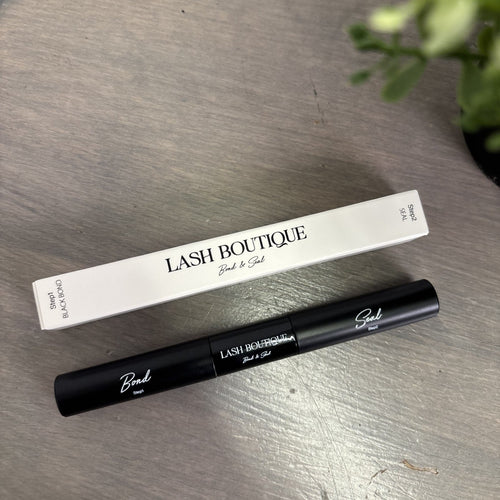 Step1
BLACK BOND
LASH BOUTIQUE
Bond & Seal
Step2
SEAL
Bond
Step1
LASH BOUTIQUE
Bond & Seal
Seal
Step2